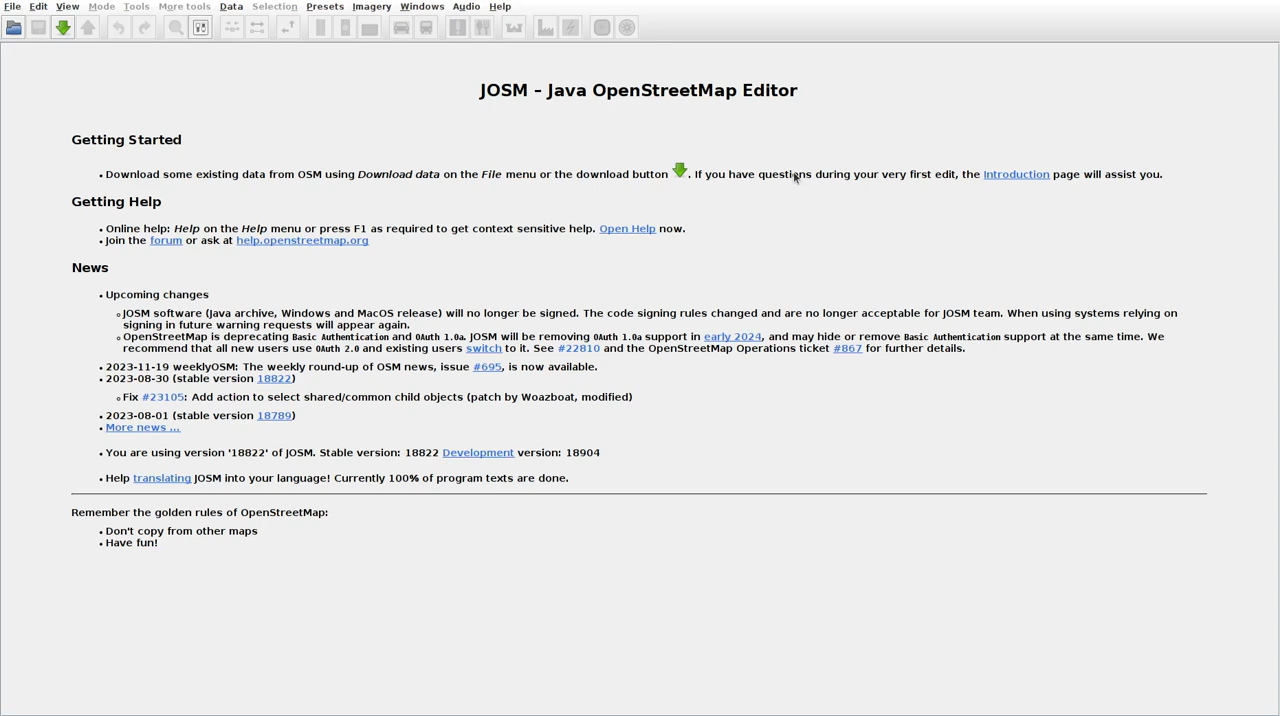 File Edit View Mode Tools More tools Data Selection Presets Imagery Windows Audio Help
JOSM – Java OpenStreetMap Editor
Getting Started
• Download some existing data from OSM using Download data on the File menu or the download button . If you have questions during your very first edit, the Introduction page will assist you.
Getting Help
• Online help: Help on the Help menu or press F1 as required to get context sensitive help. Open Help now.
• Join the forum or ask at help.openstreetmap.org
News
• Upcoming changes
JOSM software (Java archive, Windows and MacOS release) will no longer be signed. The code signing rules changed and are no longer acceptable for JOSM team. When using systems relying on
signing in future warning requests will appear again.
OpenStreetMap is deprecating Basic Authentication and OAuth 1.0a. JOSM will be removing OAuth 1.0a support in early 2024, and may hide or remove Basic Authentication support at the same time. We
recommend that all new users use OAuth 2.0 and existing users switch to it. See #22810 and the OpenStreetMap Operations ticket #867 for further details.
• 2023-11-19 weeklyOSM: The weekly round-up of OSM news, issue #695, is now available.
• 2023-08-30 (stable version 18822)
Fix #23105: Add action to select shared/common child objects (patch by Woazboat, modified)
• 2023-08-01 (stable version 18789)
• More news ...
• You are using version '18822' of JOSM. Stable version: 18822 Development version: 18904
• Help translating JOSM into your language! Currently 100% of program texts are done.
Remember the golden rules of OpenStreetMap:
• Don't copy from other maps
• Have fun!